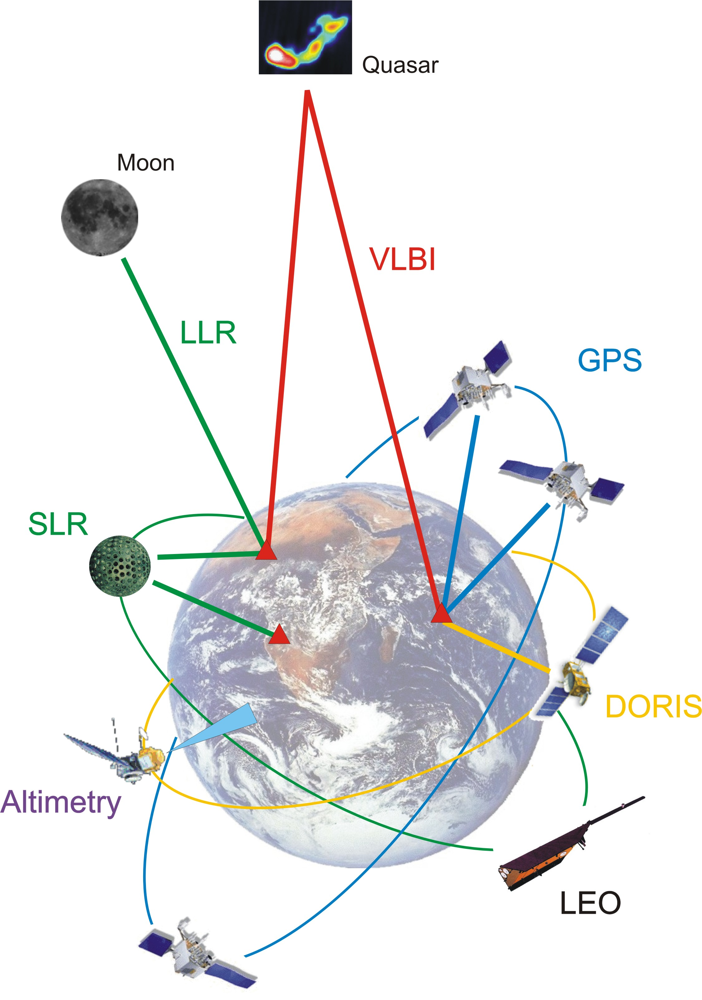 Quasar
Moon
VLBI
LLR
GPS
SLR
DORIS
Altimetry
LEO